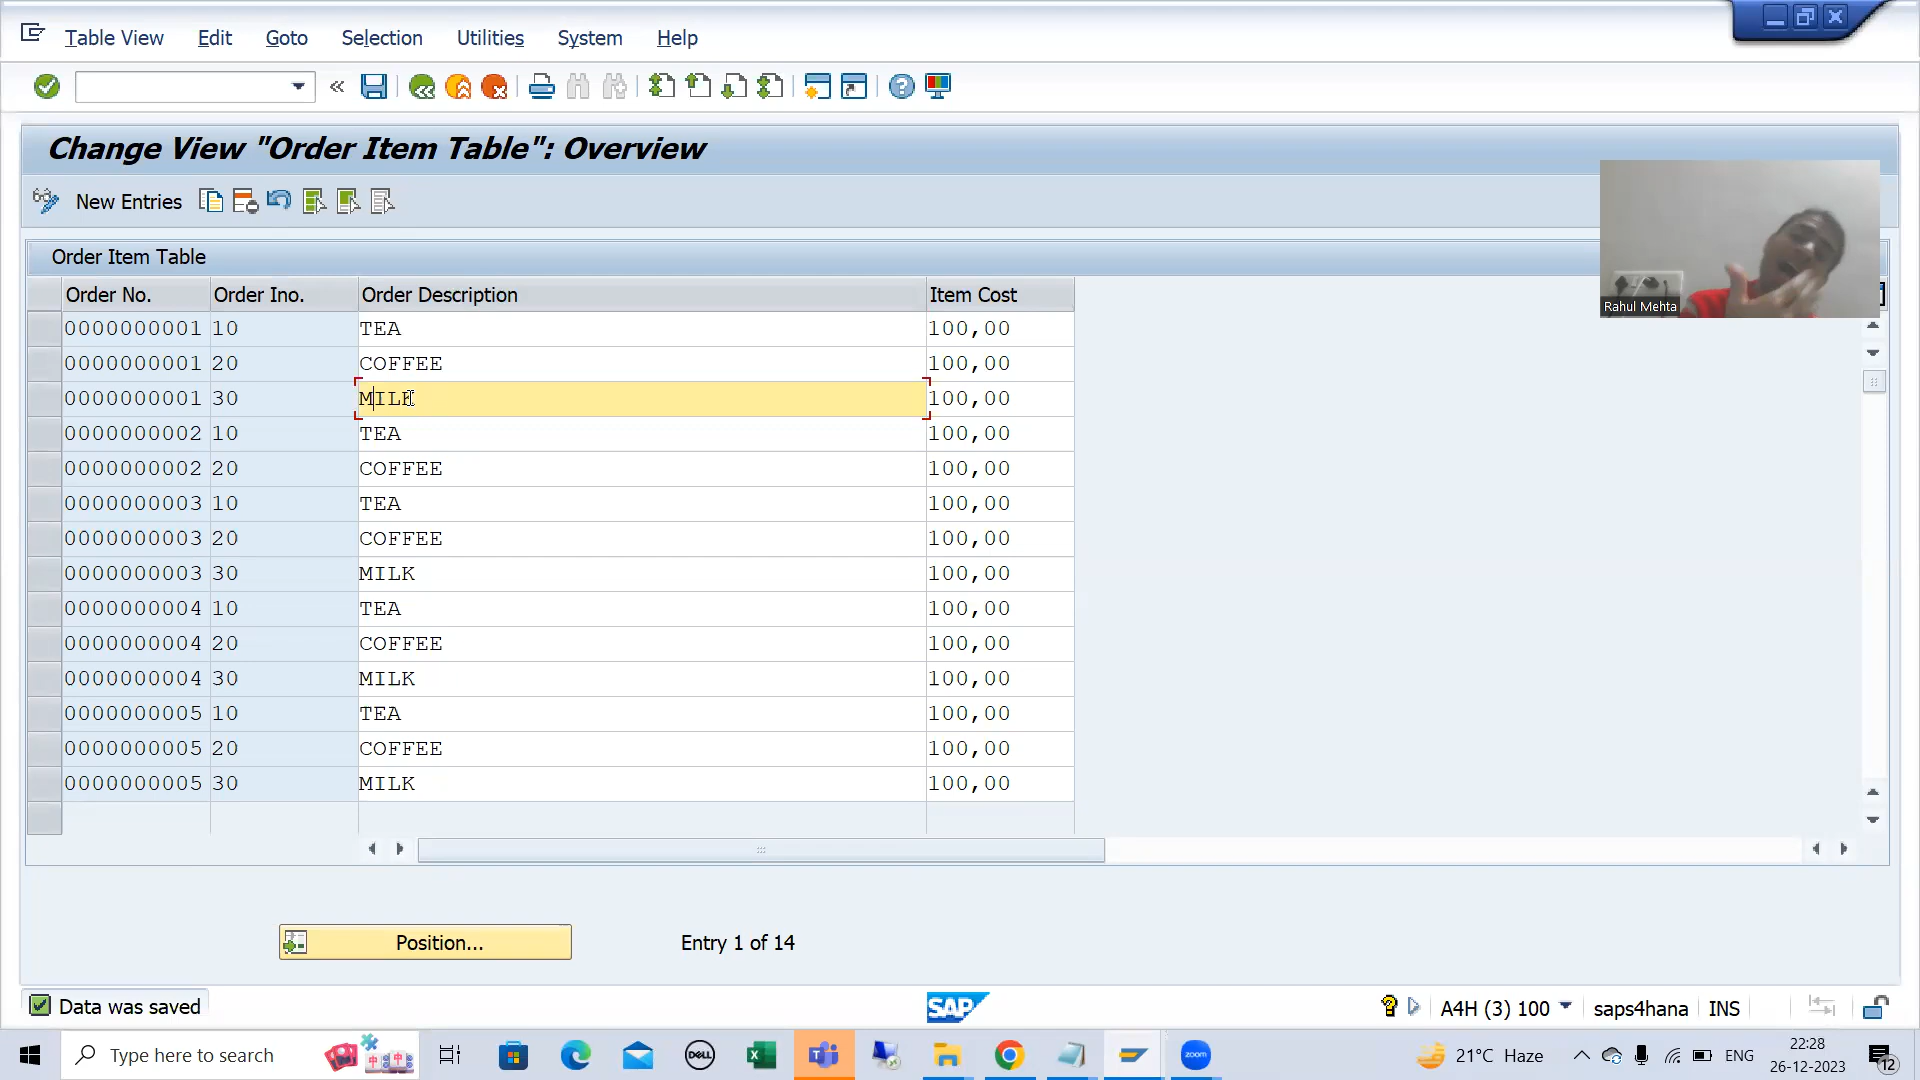 Table View Edit Goto Selection Utilities System Help
Change View "Order Item Table": Overview
New Entries
Rahul Mehta
Order Item Table
Order No. Order Ino. Order Description Item Cost
0000000001 10 TEA 100,00
0000000001 20 COFFEE 100,00
0000000001 30 MILK 100,00
0000000002 10 TEA 100,00
0000000002 20 COFFEE 100,00
0000000003 10 TEA 100,00
0000000003 20 COFFEE 100,00
0000000003 30 MILK 100,00
0000000004 10 TEA 100,00
0000000004 20 COFFEE 100,00
0000000004 30 MILK 100,00
0000000005 10 TEA 100,00
0000000005 20 COFFEE 100,00
0000000005 30 MILK 100,00
Position... Entry 1 of 14
Data was saved SAP A4H (3) 100 saps4hana INS
Type here to search DELL zoom 21°C Haze ENG 22:28
26-12-2023 12